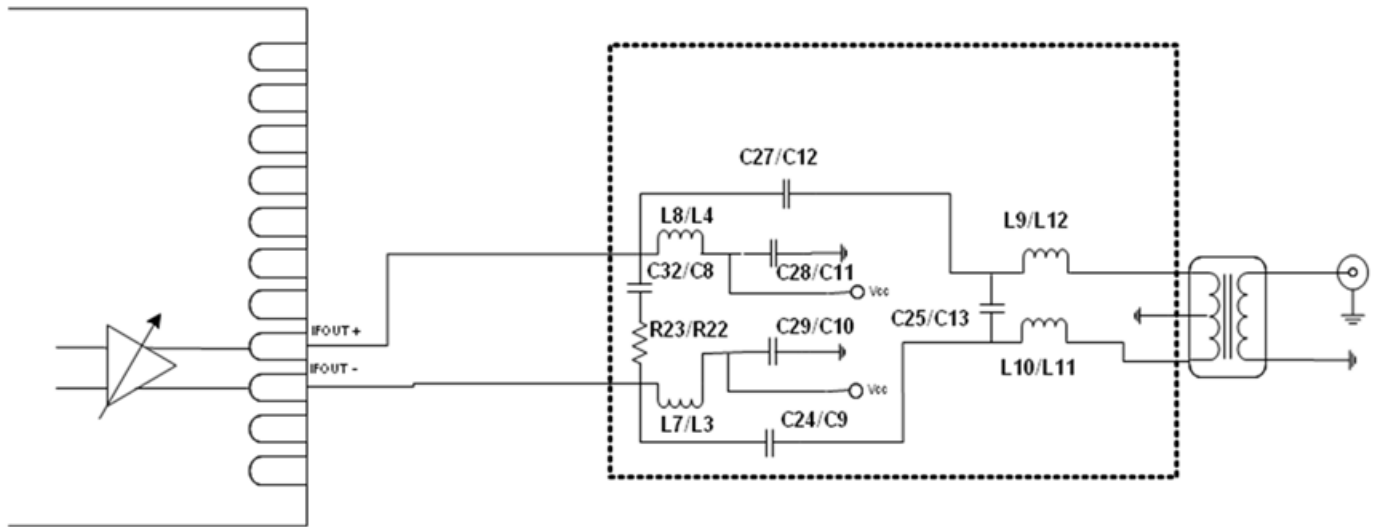 C27/C12
L8/L4
L9/L12
C32/C8
C28/C11
Vcc
C25/C13
R23/R22
C29/C10
IFOUT +
IFOUT -
L10/L11
Vcc
L7/L3
C24/C9